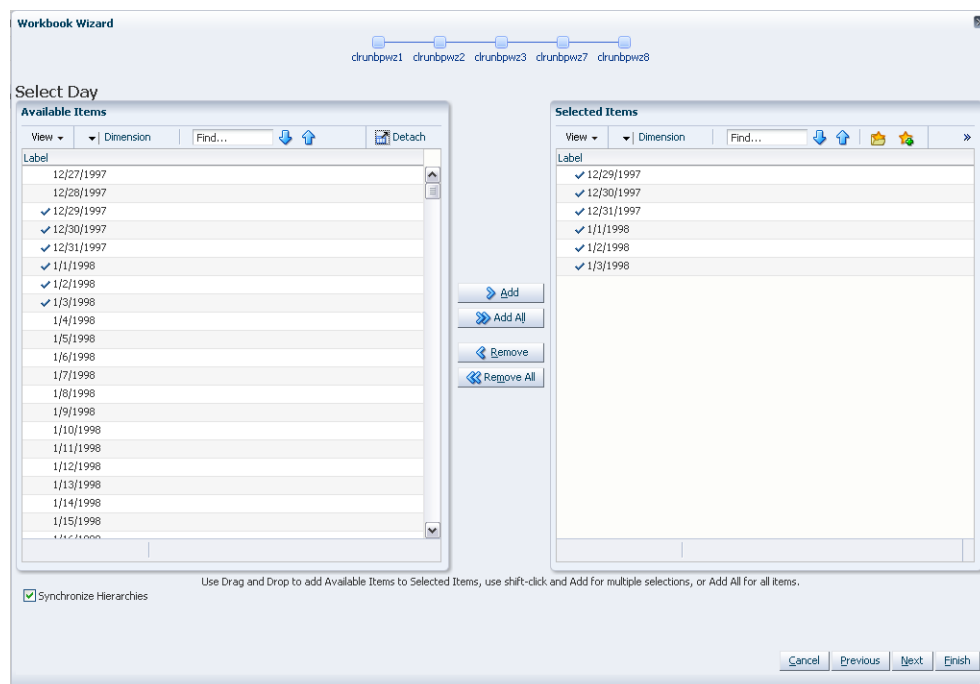 Workbook Wizard
clrunbpwz1 clrunbpwz2 clrunbpwz3 clrunbpwz7 clrunbpwz8
Select Day
Available Items
View Dimension Find... Detach
Label
12/27/1997
12/28/1997
12/29/1997
12/30/1997
12/31/1997
1/1/1998
1/2/1998
1/3/1998
1/4/1998
1/5/1998
1/6/1998
1/7/1998
1/8/1998
1/9/1998
1/10/1998
1/11/1998
1/12/1998
1/13/1998
1/14/1998
1/15/1998
Add
Add All
Remove
Remove All
Selected Items
View Dimension Find... »
Label
12/29/1997
12/30/1997
12/31/1997
1/1/1998
1/2/1998
1/3/1998
Use Drag and Drop to add Available Items to Selected Items, use shift-click and Add for multiple selections, or Add All for all items.
Synchronize Hierarchies
Cancel Previous Next Finish